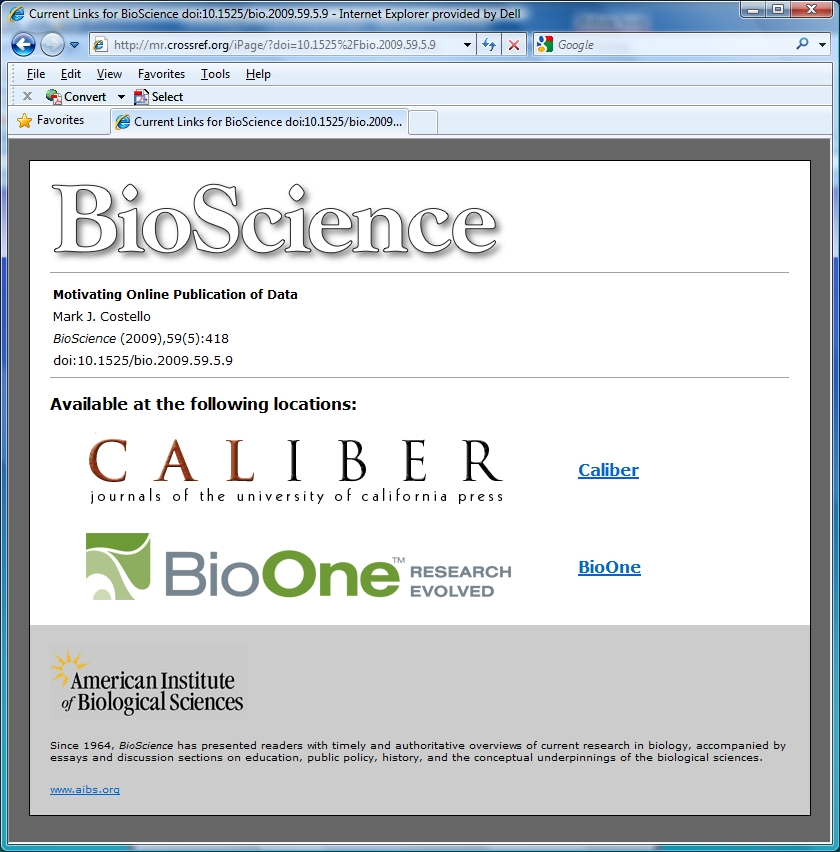 Current Links for BioScience doi:10.1525/bio.2009.59.5.9 - Internet Explorer provided by Dell
http://mr.crossref.org/iPage/?doi=10.1525%2Fbio.2009.59.5.9
Google
File Edit View Favorites Tools Help
x Convert Select
Favorites
Current Links for BioScience doi:10.1525/bio.2009...
BioScience
Motivating Online Publication of Data
Mark J. Costello
BioScience (2009),59(5):418
doi:10.1525/bio.2009.59.5.9
Available at the following locations:
CALIBER
journals of the university of california press
Caliber
BioOne™ RESEARCH
EVOLVED
BioOne
American Institute
of Biological Sciences
Since 1964, BioScience has presented readers with timely and authoritative overviews of current research in biology, accompanied by
essays and discussion sections on education, public policy, history, and the conceptual underpinnings of the biological sciences.
www.aibs.org